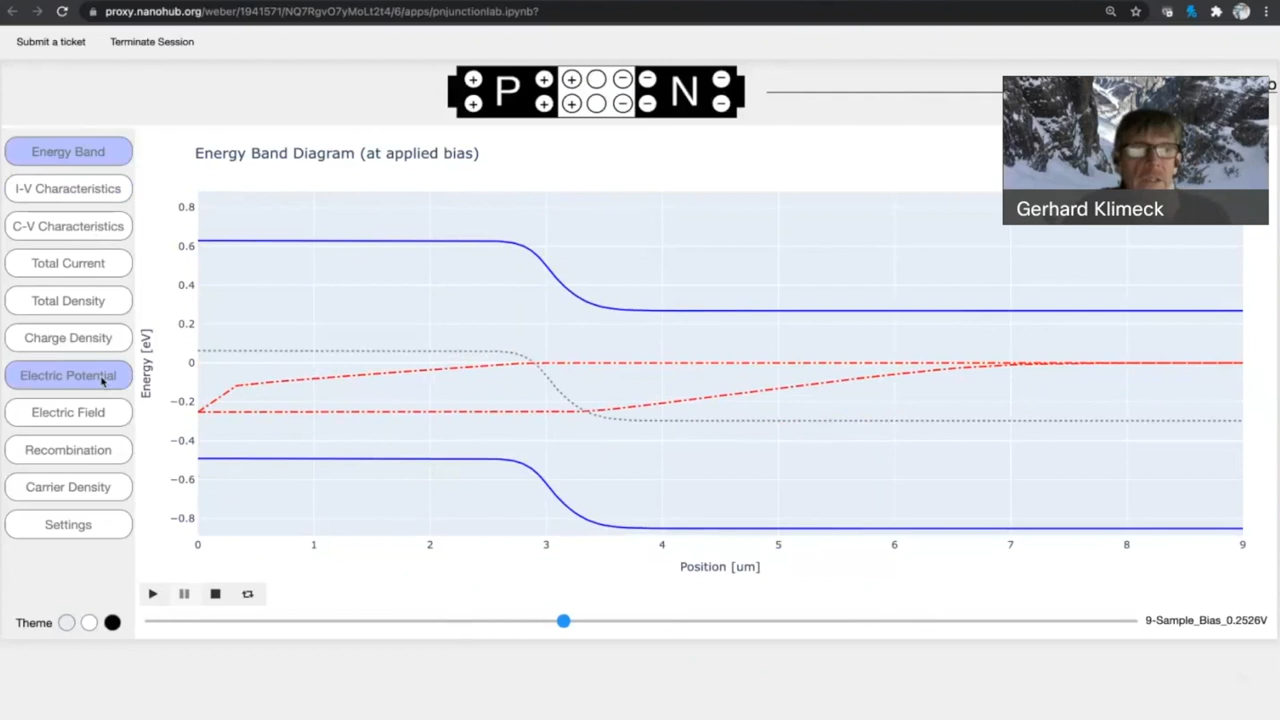 proxy.nanohub.org/weber/1941571/NQ7RgvO7yMoLt2t4/6/apps/pnjunctionlab.ipynb?
Submit a ticket Terminate Session
P N
Energy Band
I-V Characteristics
C-V Characteristics
Total Current
Total Density
Charge Density
Electric Potential
Electric Field
Recombination
Carrier Density
Settings
Theme
Energy Band Diagram (at applied bias)
Gerhard Klimeck
Energy [eV]
0.8
0.6
0.4
0.2
0
−0.2
−0.4
−0.6
−0.8
0 1 2 3 4 5 6 7 8 9
Position [um]
9-Sample_Bias_0.2526V